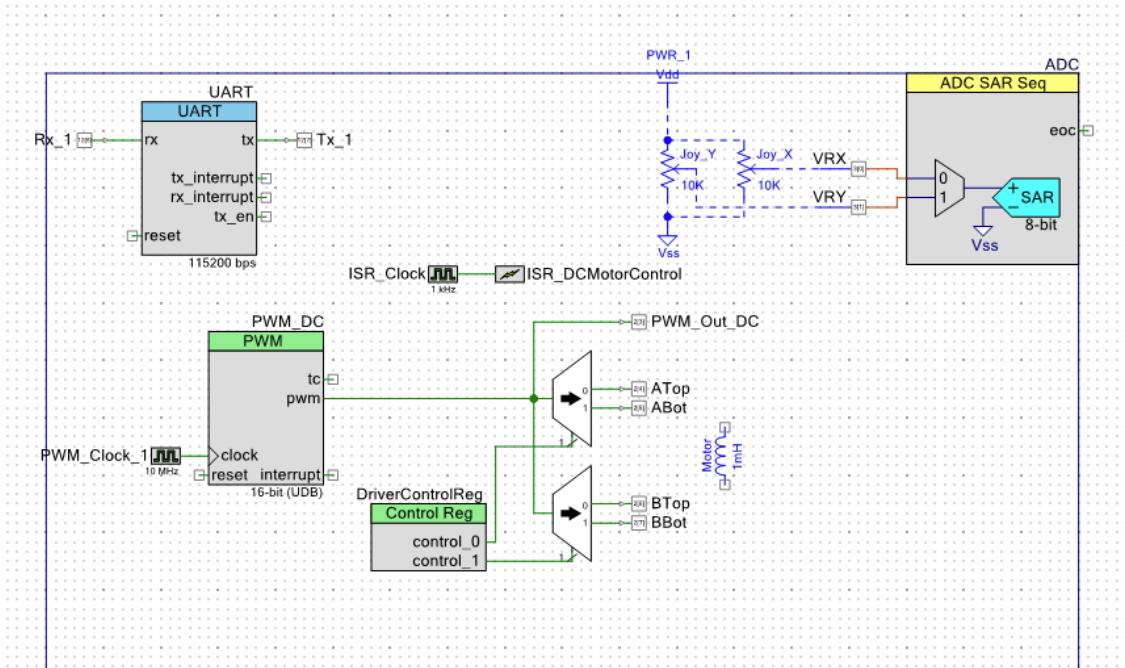 PWR_1
Vdd
ADC
ADC SAR Seq
UART
UART
Rx_1
rx
tx
Tx_1
eoc
tx_interrupt
rx_interrupt
tx_en
reset
115200 bps
Joy_Y
10K
Joy_X
10K
VRX
VRY
Vss
0
1
+
−
SAR
8-bit
Vss
ISR_Clock
1 kHz
ISR_DCMotorControl
PWM_DC
PWM
tc
pwm
PWM_Clock_1
10 MHz
clock
reset
interrupt
16-bit (UDB)
PWM_Out_DC
0
1
ATop
ABot
1
Motor
1mH
DriverControlReg
Control Reg
control_0
control_1
0
1
BTop
BBot
1